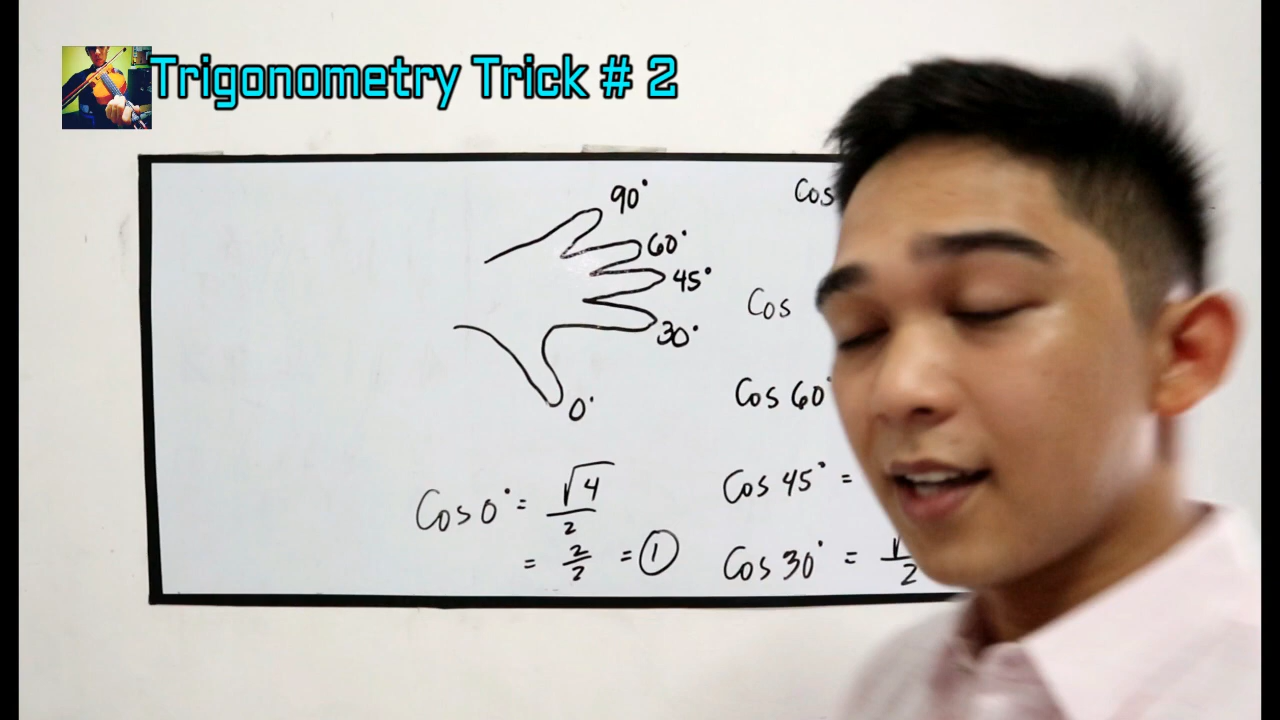 Trigonometry Trick # 2
90°
60°
45°
30°
0°
Cos 0° = √4/2
= 2/2 = 1
Cos
Cos
Cos 60°
Cos 45° =
Cos 30° = √ /2